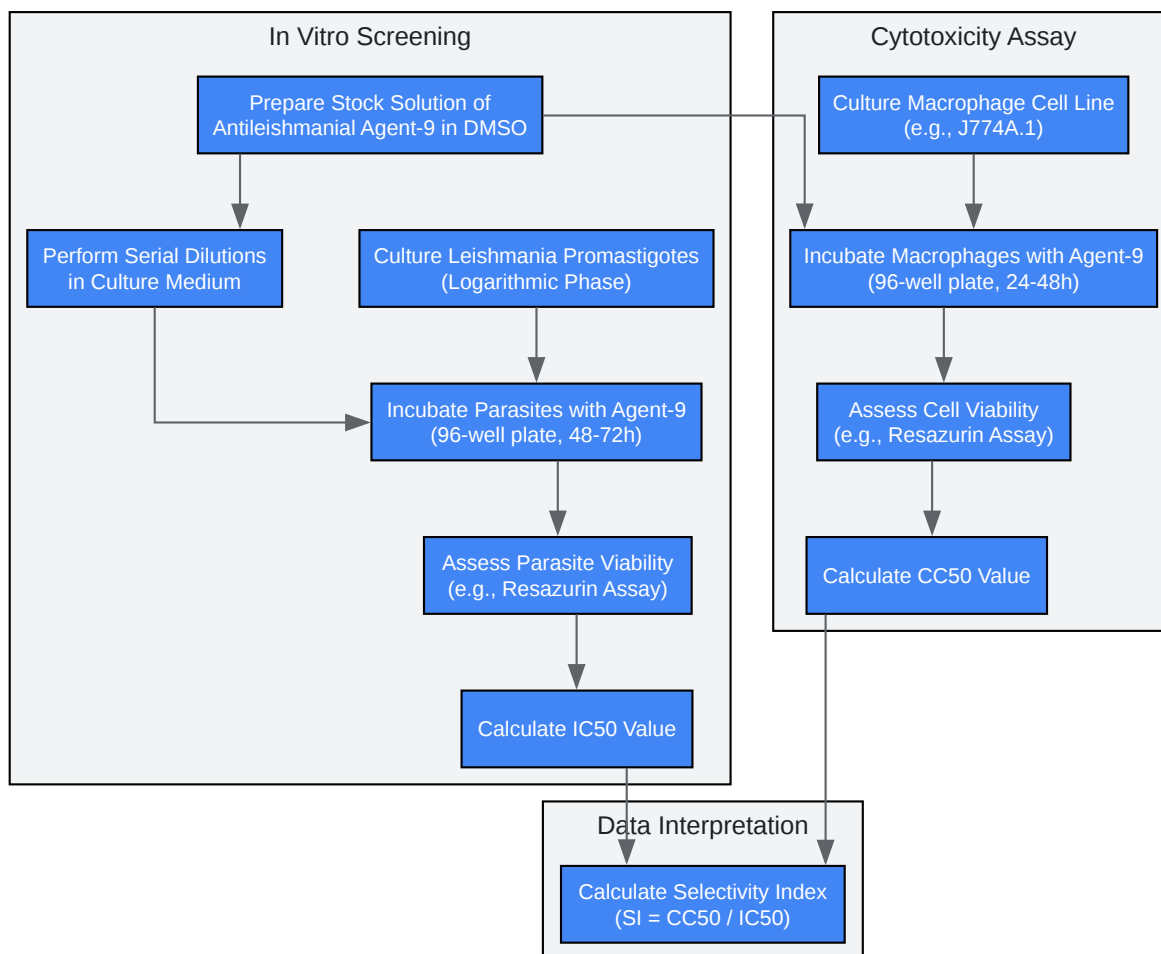 In Vitro Screening
Prepare Stock Solution of
Antileishmanial Agent-9 in DMSO
Perform Serial Dilutions
in Culture Medium
Culture Leishmania Promastigotes
(Logarithmic Phase)
Incubate Parasites with Agent-9
(96-well plate, 48-72h)
Assess Parasite Viability
(e.g., Resazurin Assay)
Calculate IC50 Value
Cytotoxicity Assay
Culture Macrophage Cell Line
(e.g., J774A.1)
Incubate Macrophages with Agent-9
(96-well plate, 24-48h)
Assess Cell Viability
(e.g., Resazurin Assay)
Calculate CC50 Value
Data Interpretation
Calculate Selectivity Index
(SI = CC50 / IC50)